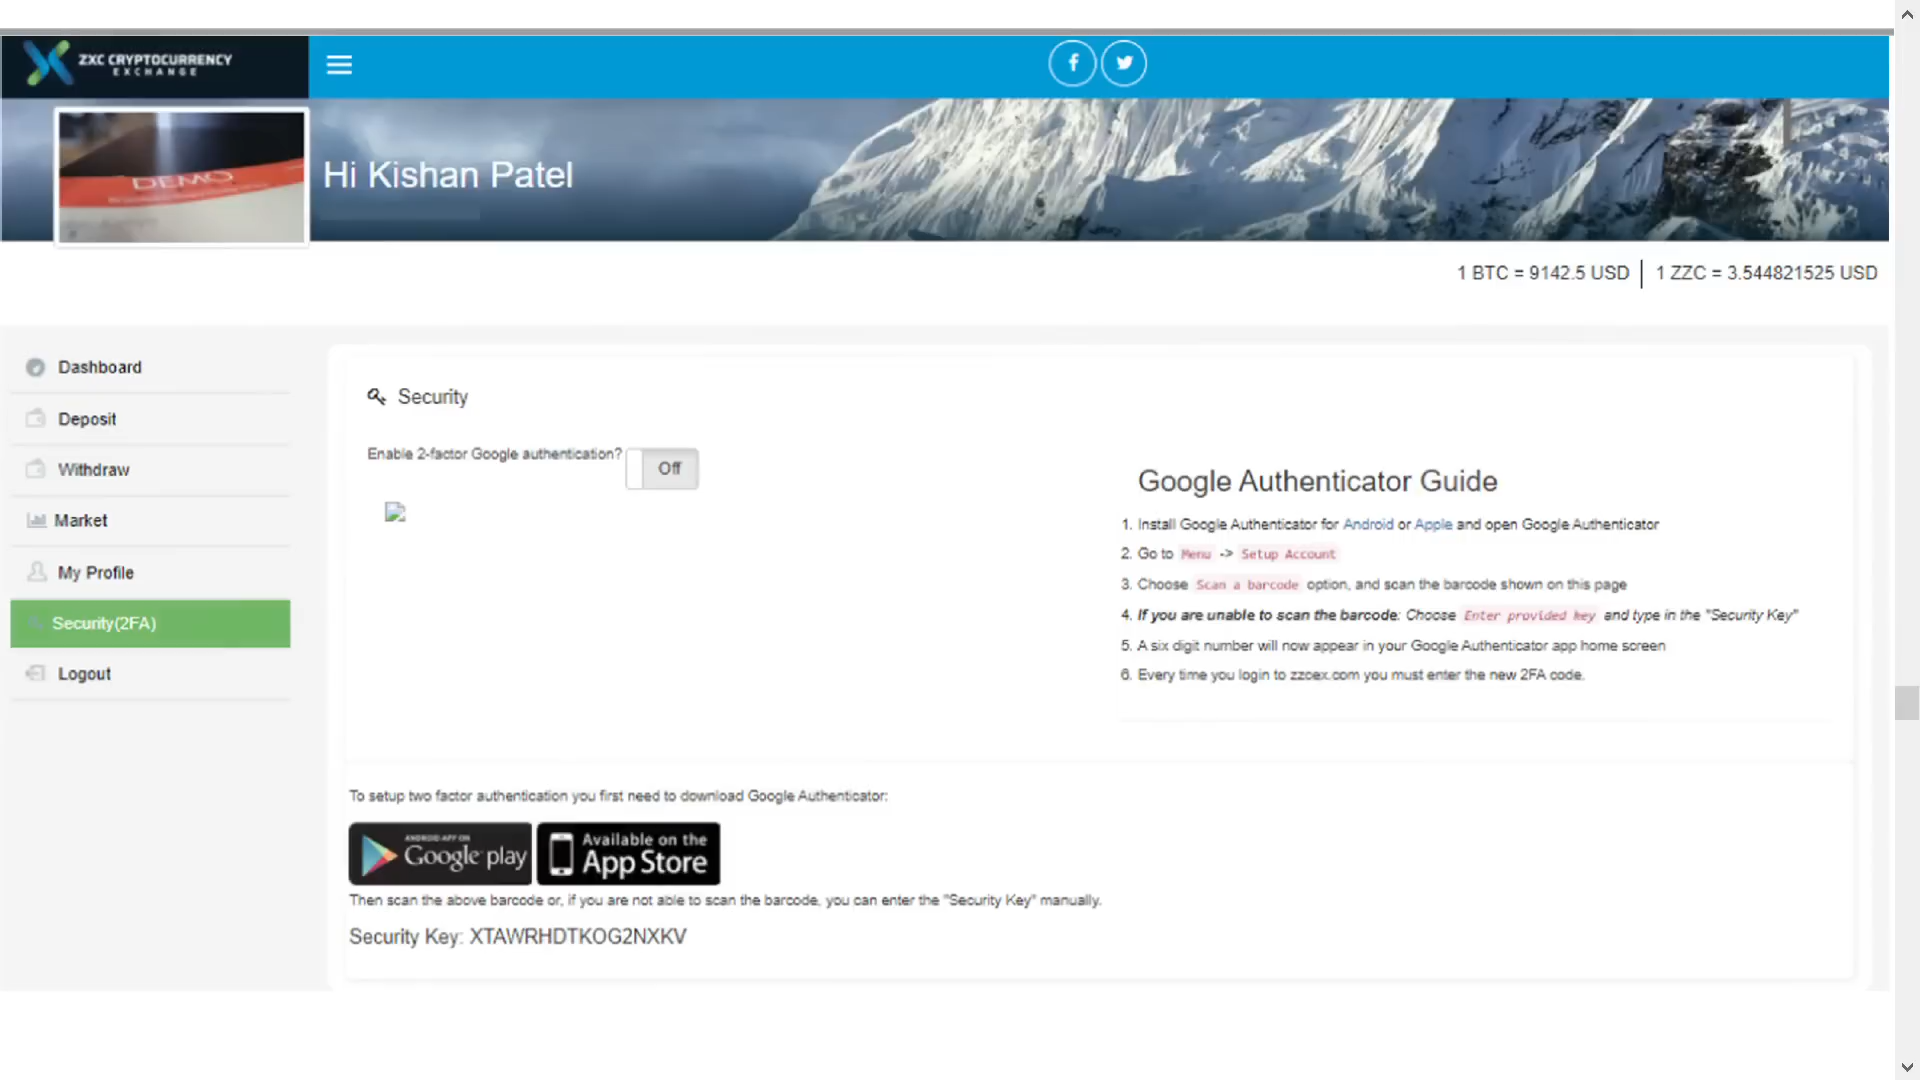 ZXC CRYPTOCURRENCY
EXCHANGE
DEMO
Hi Kishan Patel
1 BTC = 9142.5 USD | 1 ZZC = 3.544821525 USD
Dashboard
Deposit
Withdraw
Market
My Profile
Security(2FA)
Logout
Security
Enable 2-factor Google authentication? Off
Google Authenticator Guide
1. Install Google Authenticator for Android or Apple and open Google Authenticator
2. Go to Menu -> Setup Account
3. Choose Scan a barcode option, and scan the barcode shown on this page
4. If you are unable to scan the barcode: Choose Enter provided key and type in the "Security Key"
5. A six digit number will now appear in your Google Authenticator app home screen
6. Every time you login to zzcex.com you must enter the new 2FA code.
To setup two factor authentication you first need to download Google Authenticator:
ANDROID APP ON
Google play
Available on the
App Store
Then scan the above barcode or, if you are not able to scan the barcode, you can enter the "Security Key" manually.
Security Key: XTAWRHDTKOG2NXKV